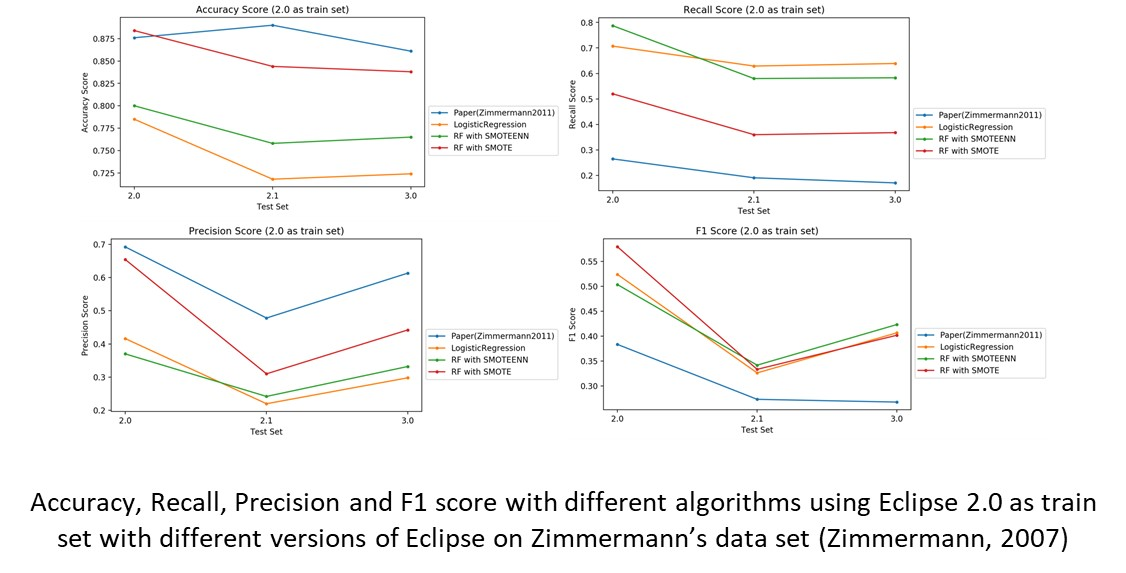 Accuracy Score (2.0 as train set)
0.875
0.850
0.825
0.800
0.775
0.750
0.725
Accuracy Score
2.0 2.1 3.0
Test Set
Paper(Zimmermann2011)
LogisticRegression
RF with SMOTEENN
RF with SMOTE
Recall Score (2.0 as train set)
0.8
0.7
0.6
0.5
0.4
0.3
0.2
Recall Score
2.0 2.1 3.0
Test Set
Paper(Zimmermann2011)
LogisticRegression
RF with SMOTEENN
RF with SMOTE
Precision Score (2.0 as train set)
0.7
0.6
0.5
0.4
0.3
0.2
Precision Score
2.0 2.1 3.0
Test Set
Paper(Zimmermann2011)
LogisticRegression
RF with SMOTEENN
RF with SMOTE
F1 Score (2.0 as train set)
0.55
0.50
0.45
0.40
0.35
0.30
F1 Score
2.0 2.1 3.0
Test Set
Paper(Zimmermann2011)
LogisticRegression
RF with SMOTEENN
RF with SMOTE
Accuracy, Recall, Precision and F1 score with different algorithms using Eclipse 2.0 as train
set with different versions of Eclipse on Zimmermann’s data set (Zimmermann, 2007)